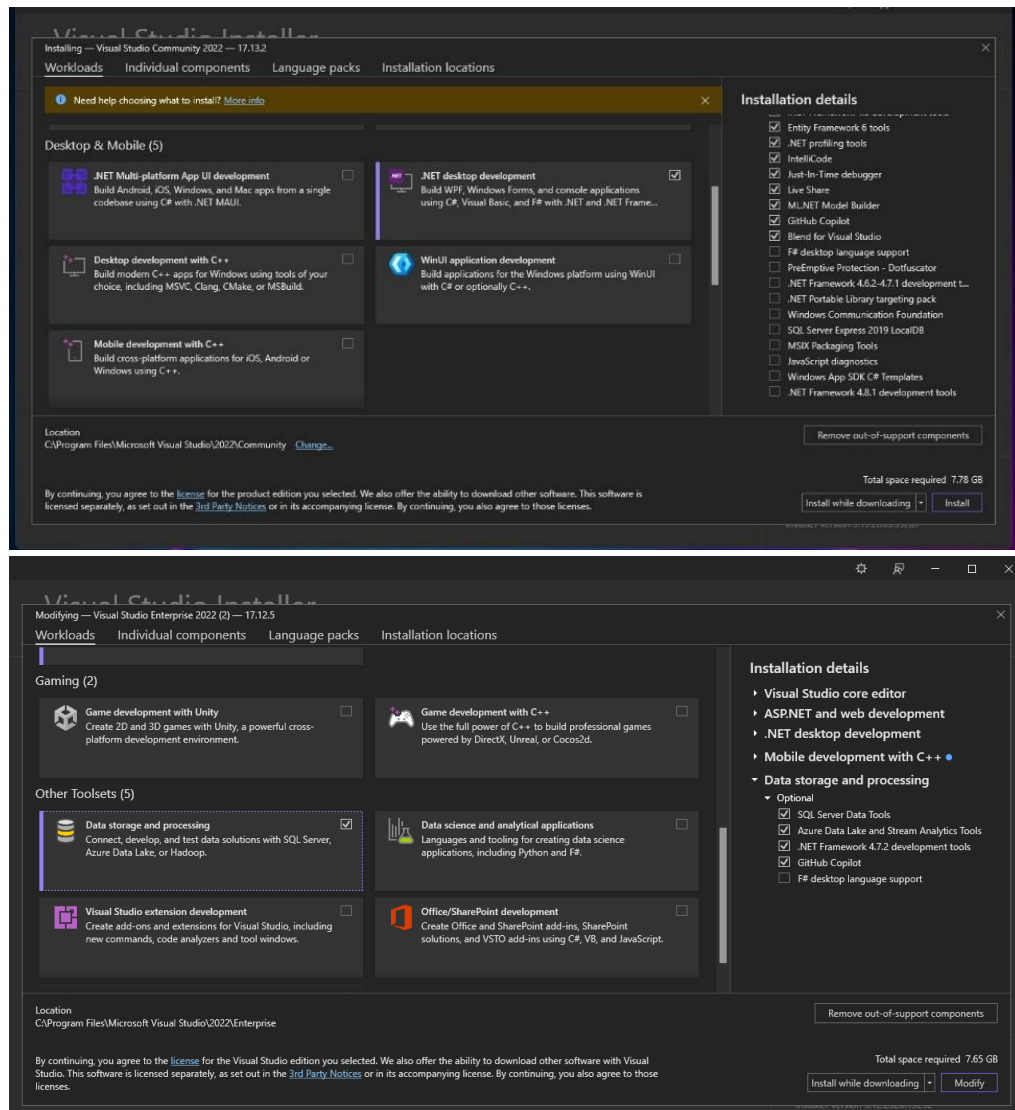 Visual Studio Installer
Installing — Visual Studio Community 2022 — 17.13.2
Workloads Individual components Language packs Installation locations
Need help choosing what to install? More info
Desktop & Mobile (5)
.NET Multi-platform App UI development
Build Android, iOS, Windows, and Mac apps from a single
codebase using C# with .NET MAUI.
.NET desktop development
Build WPF, Windows Forms, and console applications
using C#, Visual Basic, and F# with .NET and .NET Frame...
Desktop development with C++
Build modern C++ apps for Windows using tools of your
choice, including MSVC, Clang, CMake, or MSBuild.
WinUI application development
Build applications for the Windows platform using WinUI
with C# or optionally C++.
Mobile development with C++
Build cross-platform applications for iOS, Android or
Windows using C++.
Installation details
Entity Framework 6 tools
.NET profiling tools
IntelliCode
Just-In-Time debugger
Live Share
ML.NET Model Builder
GitHub Copilot
Blend for Visual Studio
F# desktop language support
PreEmptive Protection - Dotfuscator
.NET Framework 4.6.2-4.7.1 development t...
.NET Portable Library targeting pack
Windows Communication Foundation
SQL Server Express 2019 LocalDB
MSIX Packaging Tools
JavaScript diagnostics
Windows App SDK C# Templates
.NET Framework 4.8.1 development tools
Location
C:\Program Files\Microsoft Visual Studio\2022\Community Change...
Remove out-of-support components
Total space required 7.78 GB
By continuing, you agree to the license for the product edition you selected. We also offer the ability to download other software. This software is
licensed separately, as set out in the 3rd Party Notices or in its accompanying license. By continuing, you also agree to those licenses.
Install while downloading Install
Visual Studio Installer
Modifying — Visual Studio Enterprise 2022 (2) — 17.12.5
Workloads Individual components Language packs Installation locations
Gaming (2)
Game development with Unity
Create 2D and 3D games with Unity, a powerful cross-
platform development environment.
Game development with C++
Use the full power of C++ to build professional games
powered by DirectX, Unreal, or Cocos2d.
Other Toolsets (5)
Data storage and processing
Connect, develop, and test data solutions with SQL Server,
Azure Data Lake, or Hadoop.
Data science and analytical applications
Languages and tooling for creating data science
applications, including Python and F#.
Visual Studio extension development
Create add-ons and extensions for Visual Studio, including
new commands, code analyzers and tool windows.
Office/SharePoint development
Create Office and SharePoint add-ins, SharePoint
solutions, and VSTO add-ins using C#, VB, and JavaScript.
Installation details
Visual Studio core editor
ASP.NET and web development
.NET desktop development
Mobile development with C++
Data storage and processing
Optional
SQL Server Data Tools
Azure Data Lake and Stream Analytics Tools
.NET Framework 4.7.2 development tools
GitHub Copilot
F# desktop language support
Location
C:\Program Files\Microsoft Visual Studio\2022\Enterprise
Remove out-of-support components
By continuing, you agree to the license for the Visual Studio edition you selected. We also offer the ability to download other software with Visual
Studio. This software is licensed separately, as set out in the 3rd Party Notices or in its accompanying license. By continuing, you also agree to those
licenses.
Total space required 7.65 GB
Install while downloading Modify